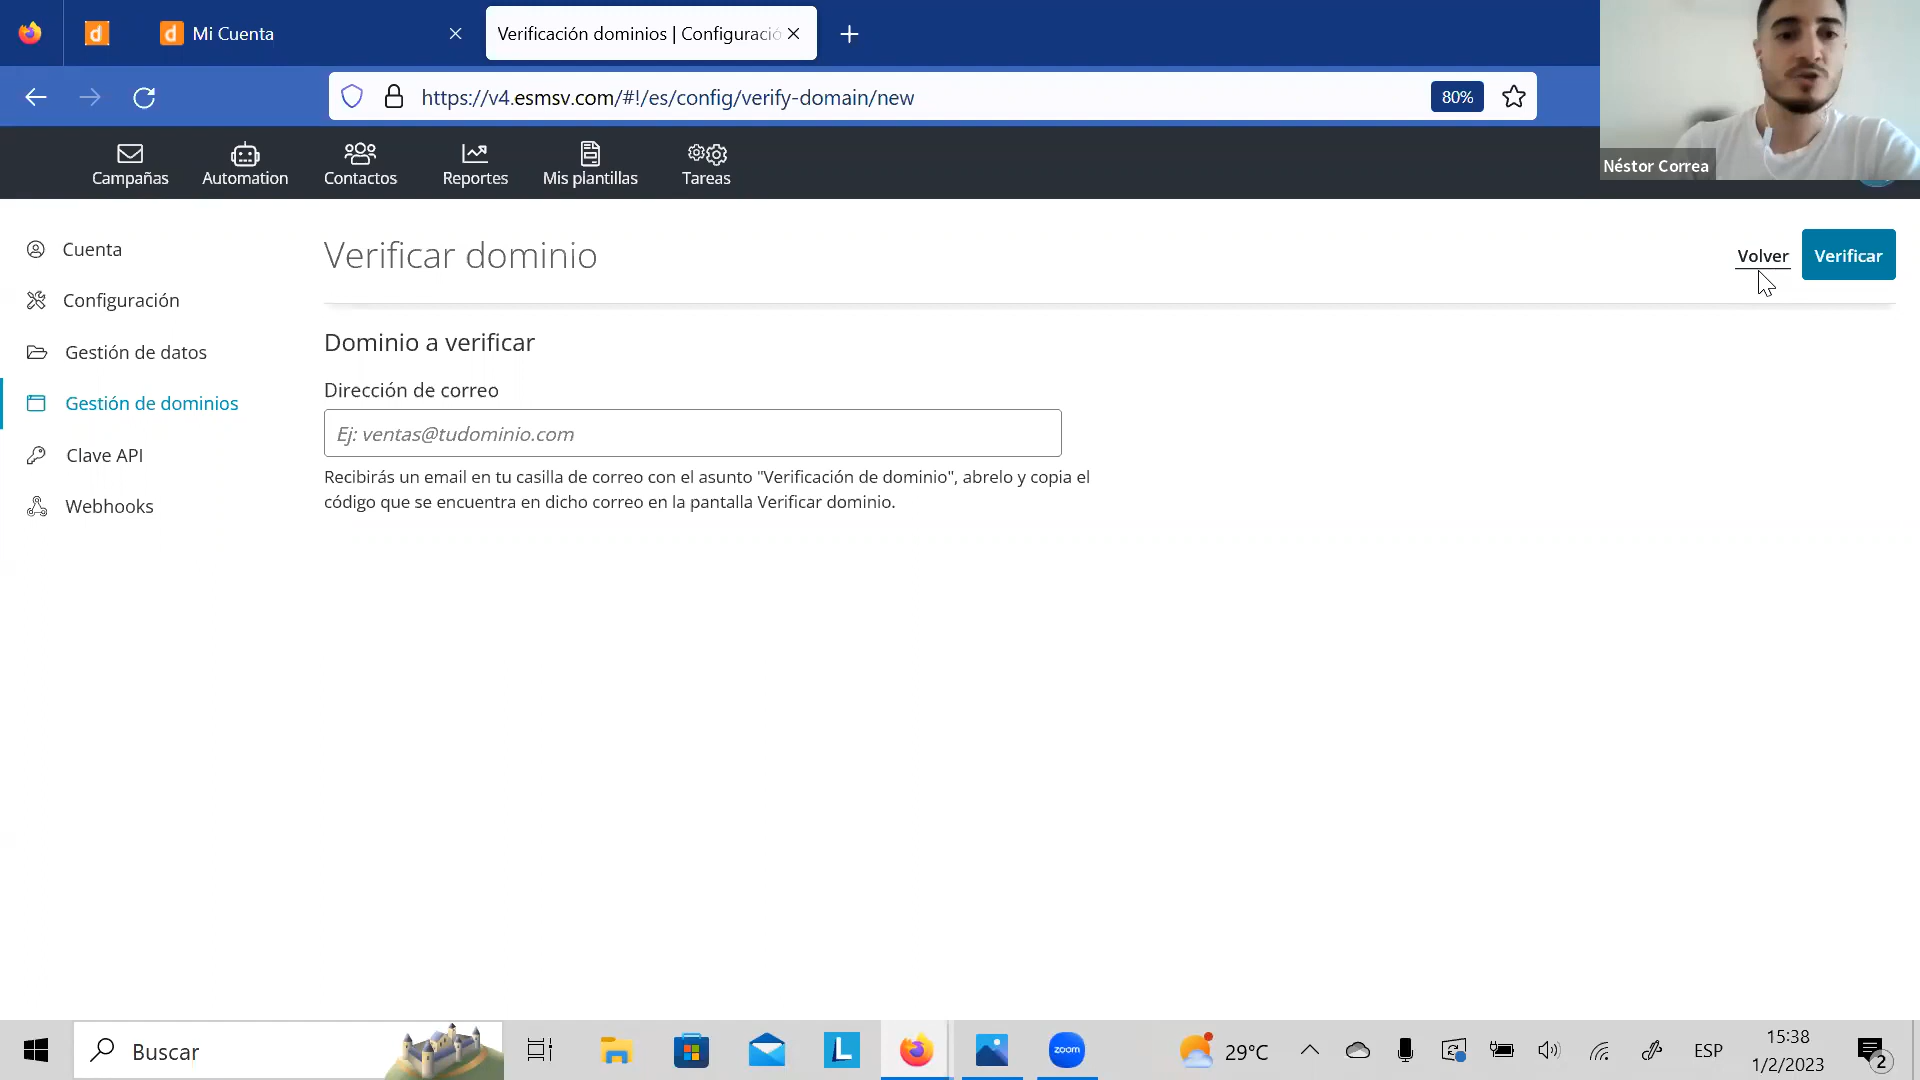 Mi Cuenta
Verificación dominios | Configuració
https://v4.esmsv.com/#!/es/config/verify-domain/new
80%
Campañas
Automation
Contactos
Reportes
Mis plantillas
Tareas
Néstor Correa
Cuenta
Configuración
Gestión de datos
Gestión de dominios
Clave API
Webhooks
Verificar dominio
Volver
Verificar
Dominio a verificar
Dirección de correo
Ej: ventas@tudominio.com
Recibirás un email en tu casilla de correo con el asunto "Verificación de dominio", abrelo y copia el
código que se encuentra en dicho correo en la pantalla Verificar dominio.
Buscar
L
zoom
29°C
ESP
15:38
1/2/2023
2